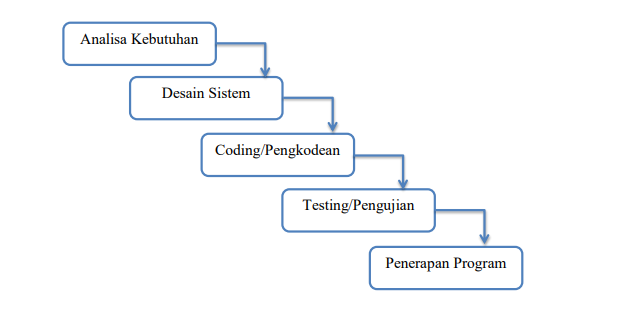 Analisa Kebutuhan
Desain Sistem
Coding/Pengkodean
Testing/Pengujian
Penerapan Program